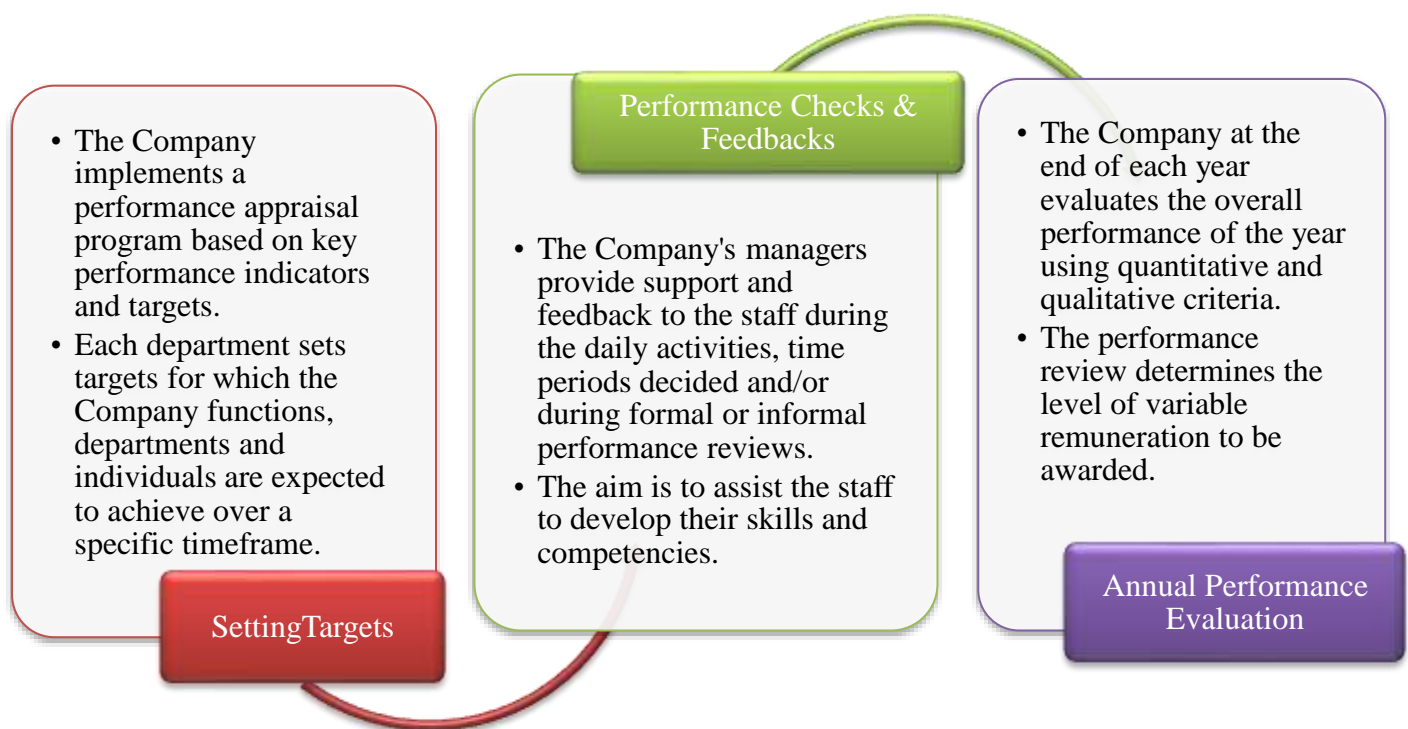 • The Company
implements a
performance appraisal
program based on key
performance indicators
and targets.
• Each department sets
targets for which the
Company functions,
departments and
individuals are expected
to achieve over a
specific timeframe.
SettingTargets
Performance Checks &
Feedbacks
• The Company's managers
provide support and
feedback to the staff during
the daily activities, time
periods decided and/or
during formal or informal
performance reviews.
• The aim is to assist the staff
to develop their skills and
competencies.
• The Company at the
end of each year
evaluates the overall
performance of the year
using quantitative and
qualitative criteria.
• The performance
review determines the
level of variable
remuneration to be
awarded.
Annual Performance
Evaluation